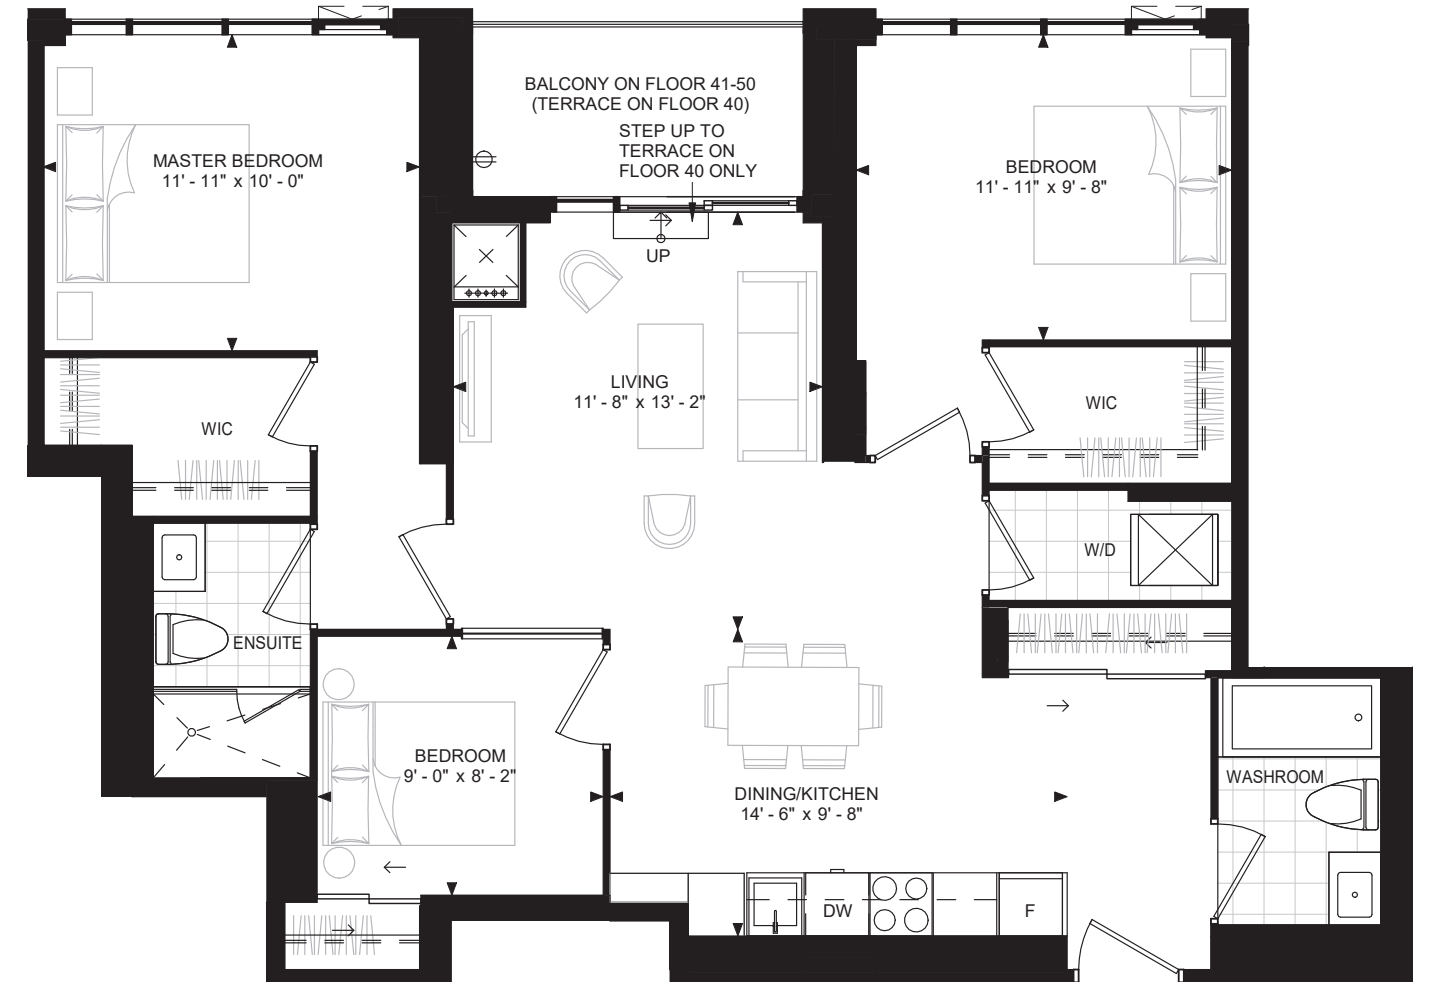 BALCONY ON FLOOR 41-50
(TERRACE ON FLOOR 40)
STEP UP TO
TERRACE ON
FLOOR 40 ONLY
MASTER BEDROOM
11' - 11" x 10' - 0"
BEDROOM
11' - 11" x 9' - 8"
UP
LIVING
11' - 8" x 13' - 2"
WIC
WIC
W/D
ENSUITE
BEDROOM
9' - 0" x 8' - 2"
DINING/KITCHEN
14' - 6" x 9' - 8"
WASHROOM
DW
F